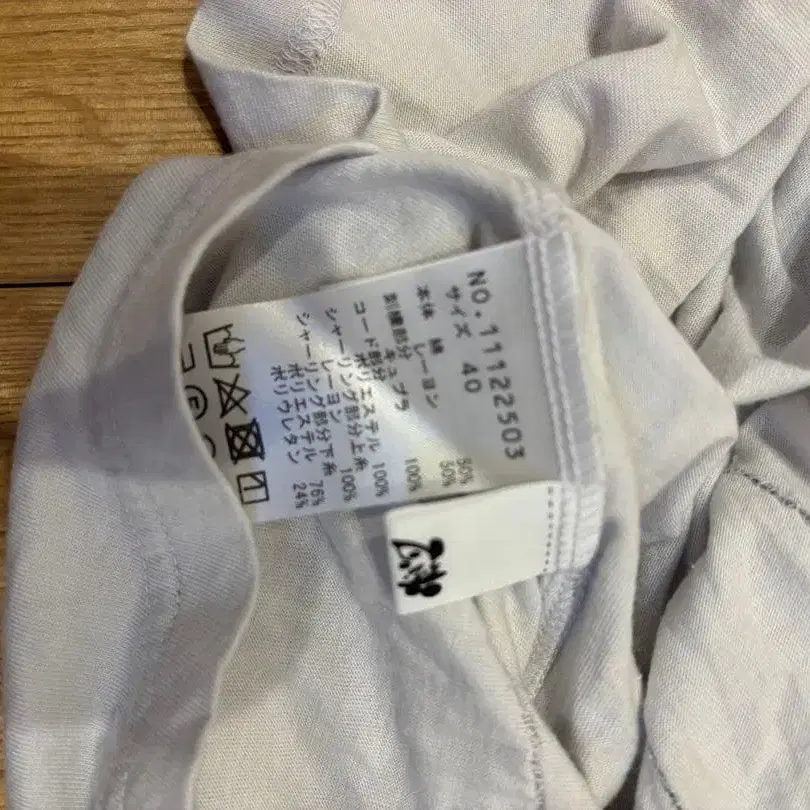 NO.11122503
サイズ 40
本体 綿 50%
レーヨン 50%
刺繍部分
キュプラ 100%
コード部分
ポリエステル 100%
シャーリング部分上糸
レーヨン 100%
シャーリング部分下糸
ポリエステル 76%
ポリウレタン 24%